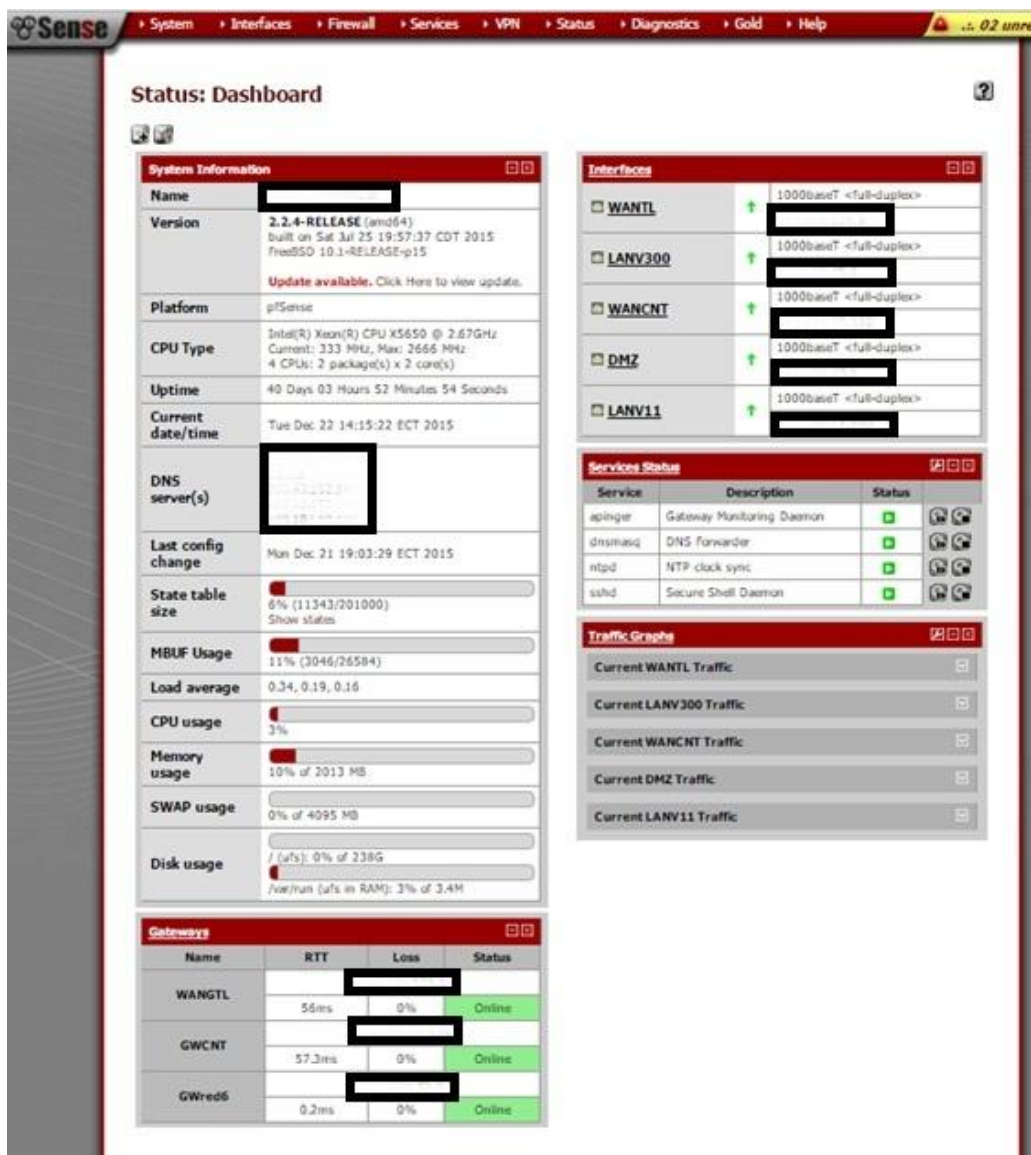 Sense
System Interfaces Firewall Services VPN Status Diagnostics Gold Help .:. 02 unre
Status: Dashboard
System Information
Name
Version 2.2.4-RELEASE (amd64)
built on Sat Jul 25 19:57:37 CDT 2015
FreeBSD 10.1-RELEASE-p15
Update available. Click Here to view update.
Platform pfSense
CPU Type Intel(R) Xeon(R) CPU X5650 @ 2.67GHz
Current: 333 MHz, Max: 2666 MHz
4 CPUs: 2 package(s) x 2 core(s)
Uptime 40 Days 03 Hours 52 Minutes 54 Seconds
Current date/time Tue Dec 22 14:15:22 ECT 2015
DNS server(s)
Last config change Mon Dec 21 19:03:29 ECT 2015
State table size 6% (11343/201000)
Show states
MBUF Usage 11% (3046/26584)
Load average 0.34, 0.19, 0.16
CPU usage 3%
Memory usage 10% of 2013 MB
SWAP usage 0% of 4095 MB
Disk usage / (ufs): 0% of 238G
/var/run (ufs in RAM): 3% of 3.4M
Gateways
Name RTT Loss Status
WANGTL 56ms 0% Online
GWCNT 57.3ms 0% Online
GWred6 0.2ms 0% Online
Interfaces
WANTL 1000baseT <full-duplex>
LANV300 1000baseT <full-duplex>
WANCNT 1000baseT <full-duplex>
DMZ 1000baseT <full-duplex>
LANV11 1000baseT <full-duplex>
Services Status
Service Description Status
apinger Gateway Monitoring Daemon
dnsmasq DNS Forwarder
ntpd NTP clock sync
sshd Secure Shell Daemon
Traffic Graphs
Current WANTL Traffic
Current LANV300 Traffic
Current WANCNT Traffic
Current DMZ Traffic
Current LANV11 Traffic